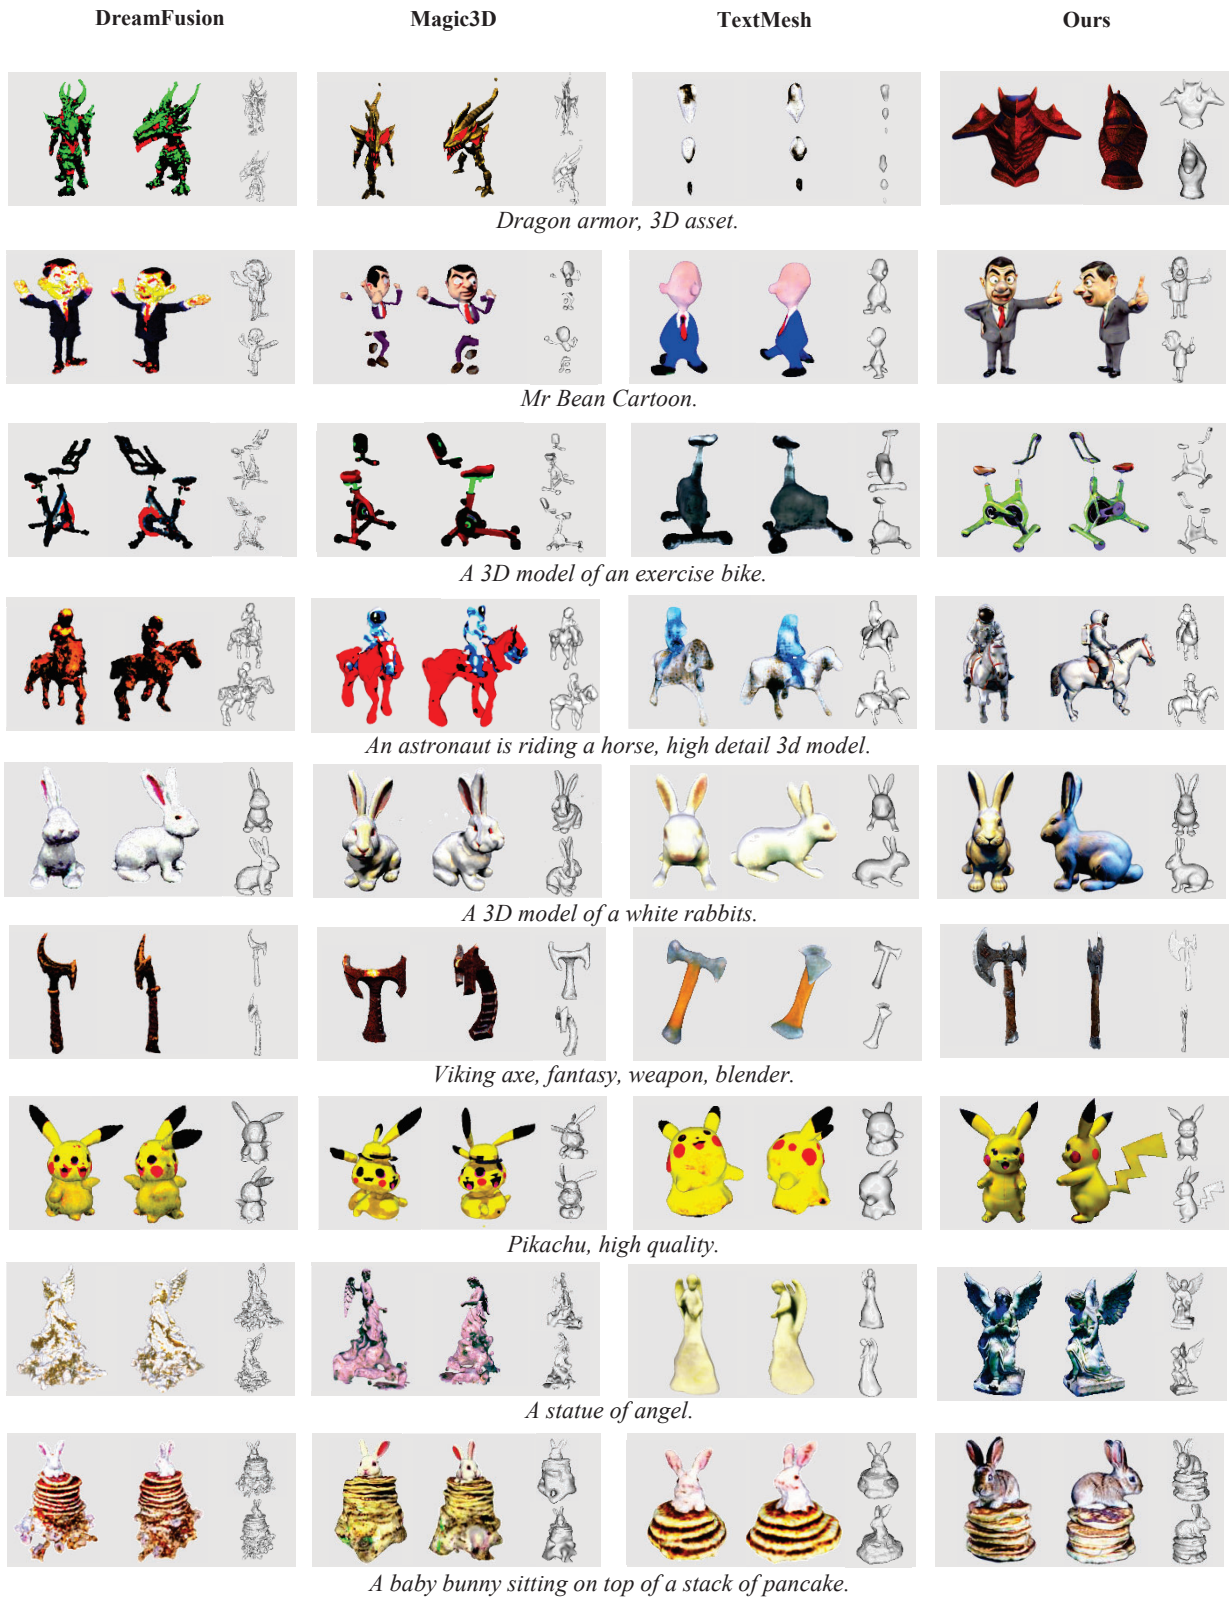 DreamFusion Magic3D TextMesh Ours
Dragon armor, 3D asset.
Mr Bean Cartoon.
A 3D model of an exercise bike.
An astronaut is riding a horse, high detail 3d model.
A 3D model of a white rabbits.
Viking axe, fantasy, weapon, blender.
Pikachu, high quality.
A statue of angel.
A baby bunny sitting on top of a stack of pancake.